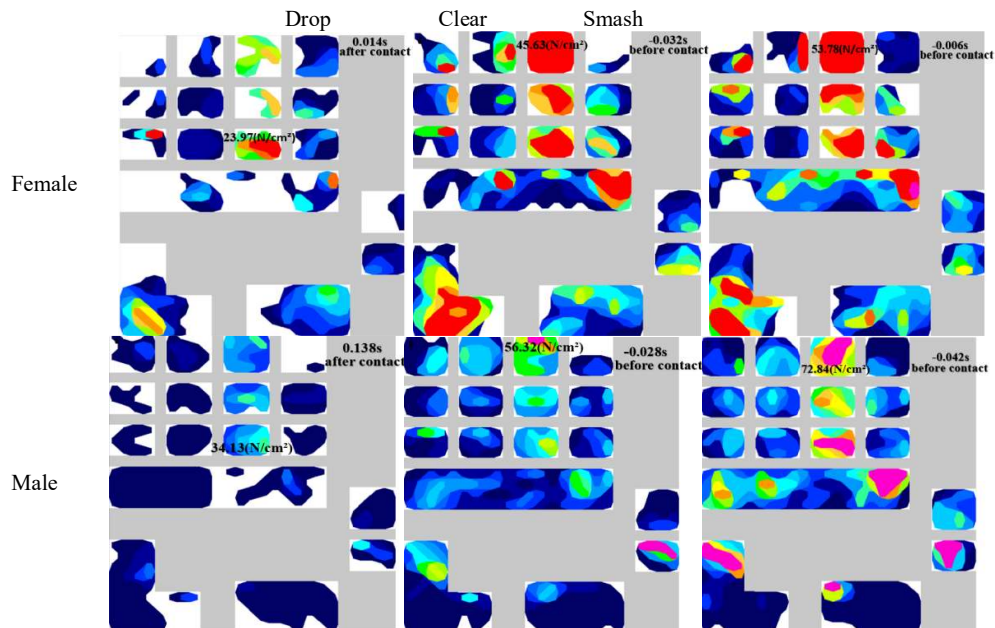 Drop Clear Smash
0.014s
after contact
45.63(N/cm²)
-0.032s
before contact
53.78(N/cm²)
-0.006s
before contact
23.97(N/cm²)
Female
0.138s
after contact
56.32(N/cm²)
-0.028s
before contact
72.84(N/cm²)
-0.042s
before contact
34.13(N/cm²)
Male